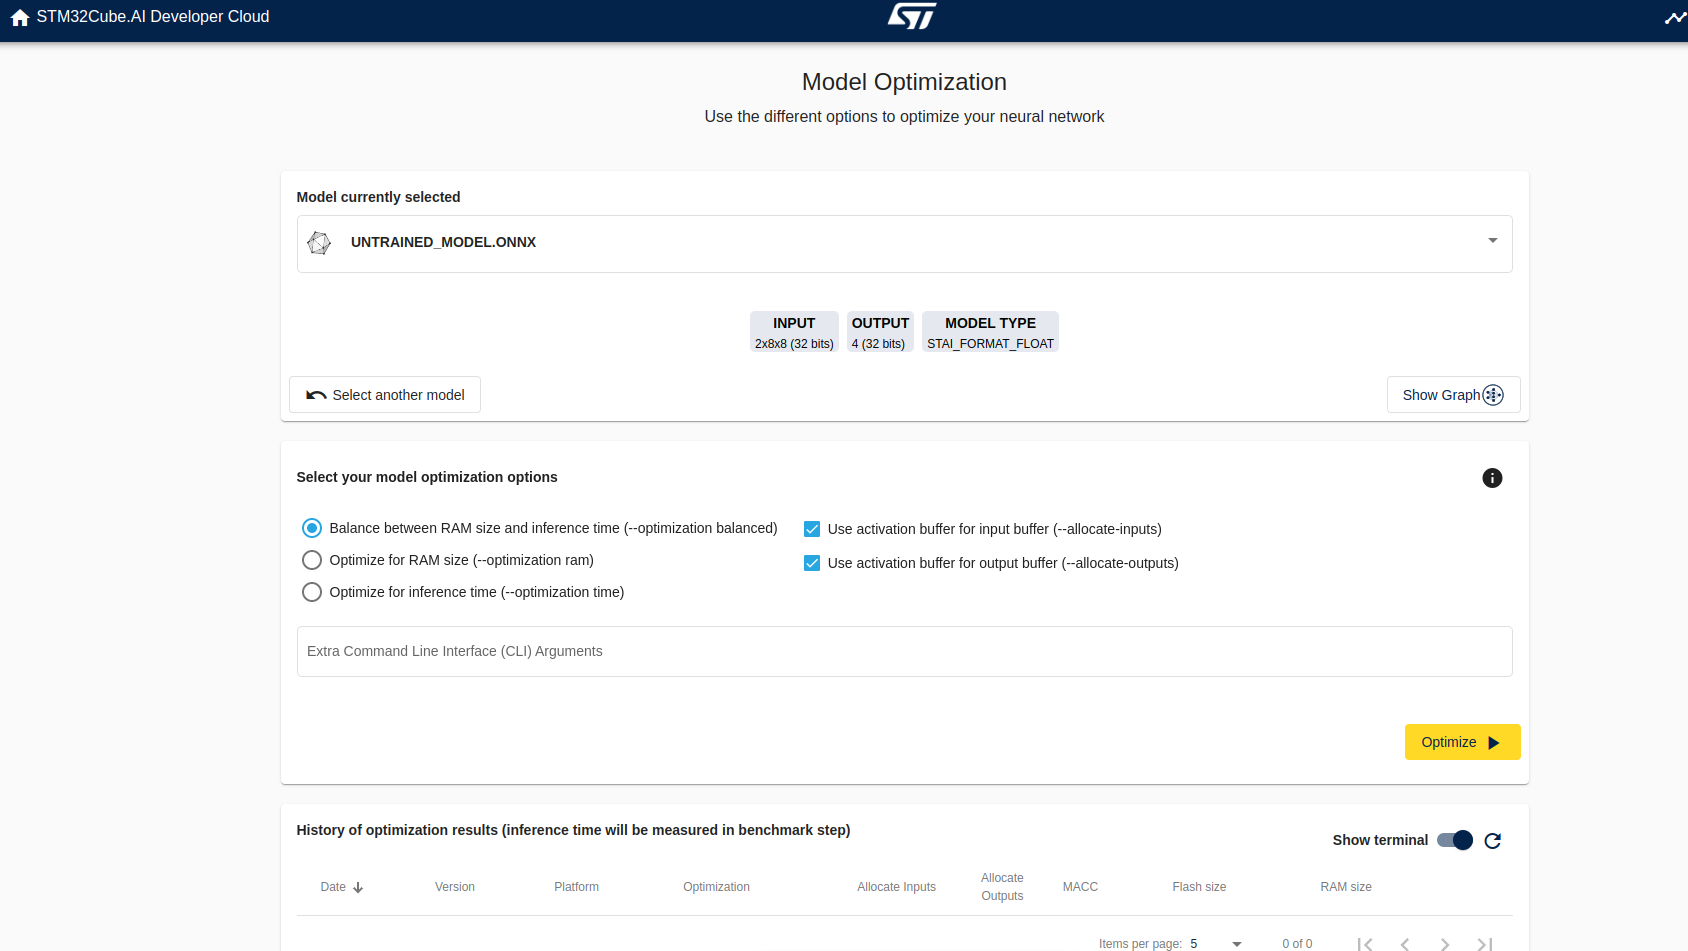 STM32Cube.AI Developer Cloud
ST
Model Optimization
Use the different options to optimize your neural network
Model currently selected
UNTRAINED_MODEL.ONNX
INPUT OUTPUT MODEL TYPE
2x8x8 (32 bits) 4 (32 bits) STAI_FORMAT_FLOAT
Select another model Show Graph
Select your model optimization options
Balance between RAM size and inference time (--optimization balanced) Use activation buffer for input buffer (--allocate-inputs)
Optimize for RAM size (--optimization ram) Use activation buffer for output buffer (--allocate-outputs)
Optimize for inference time (--optimization time)
Extra Command Line Interface (CLI) Arguments
Optimize
History of optimization results (inference time will be measured in benchmark step)
Show terminal
Date Version Platform Optimization Allocate Inputs Allocate Outputs MACC Flash size RAM size
Items per page: 5 0 of 0